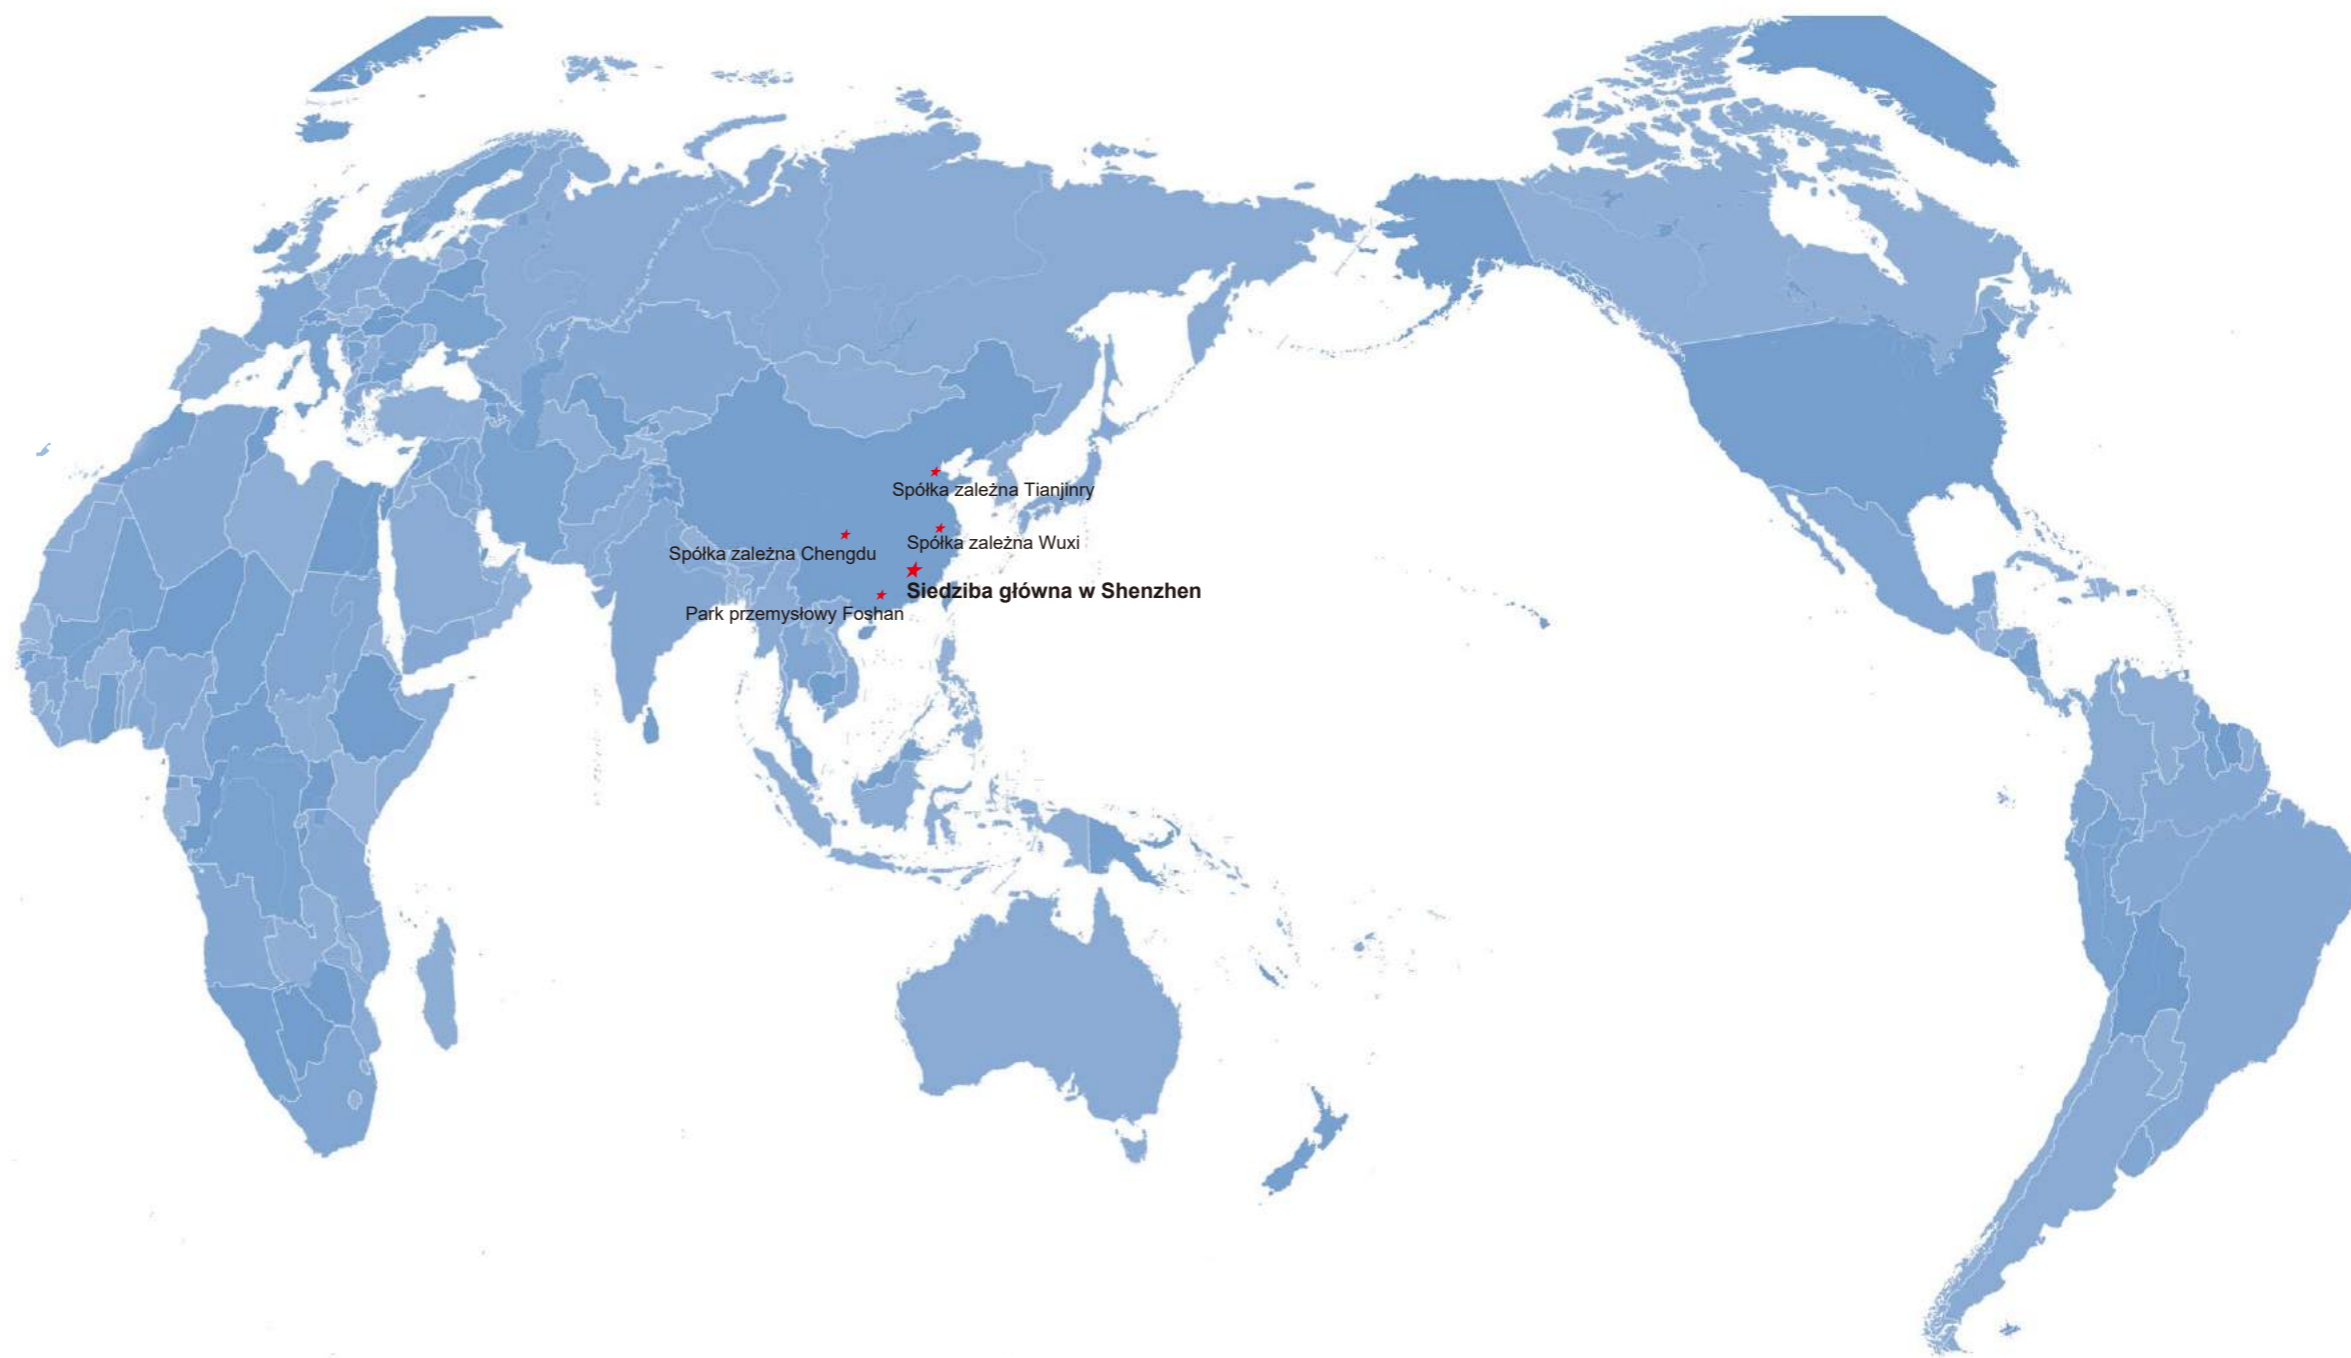 Spółka zależna Tianjinry
Spółka zależna Wuxi
Spółka zależna Chengdu
Siedziba główna w Shenzhen
Park przemysłowy Foshan